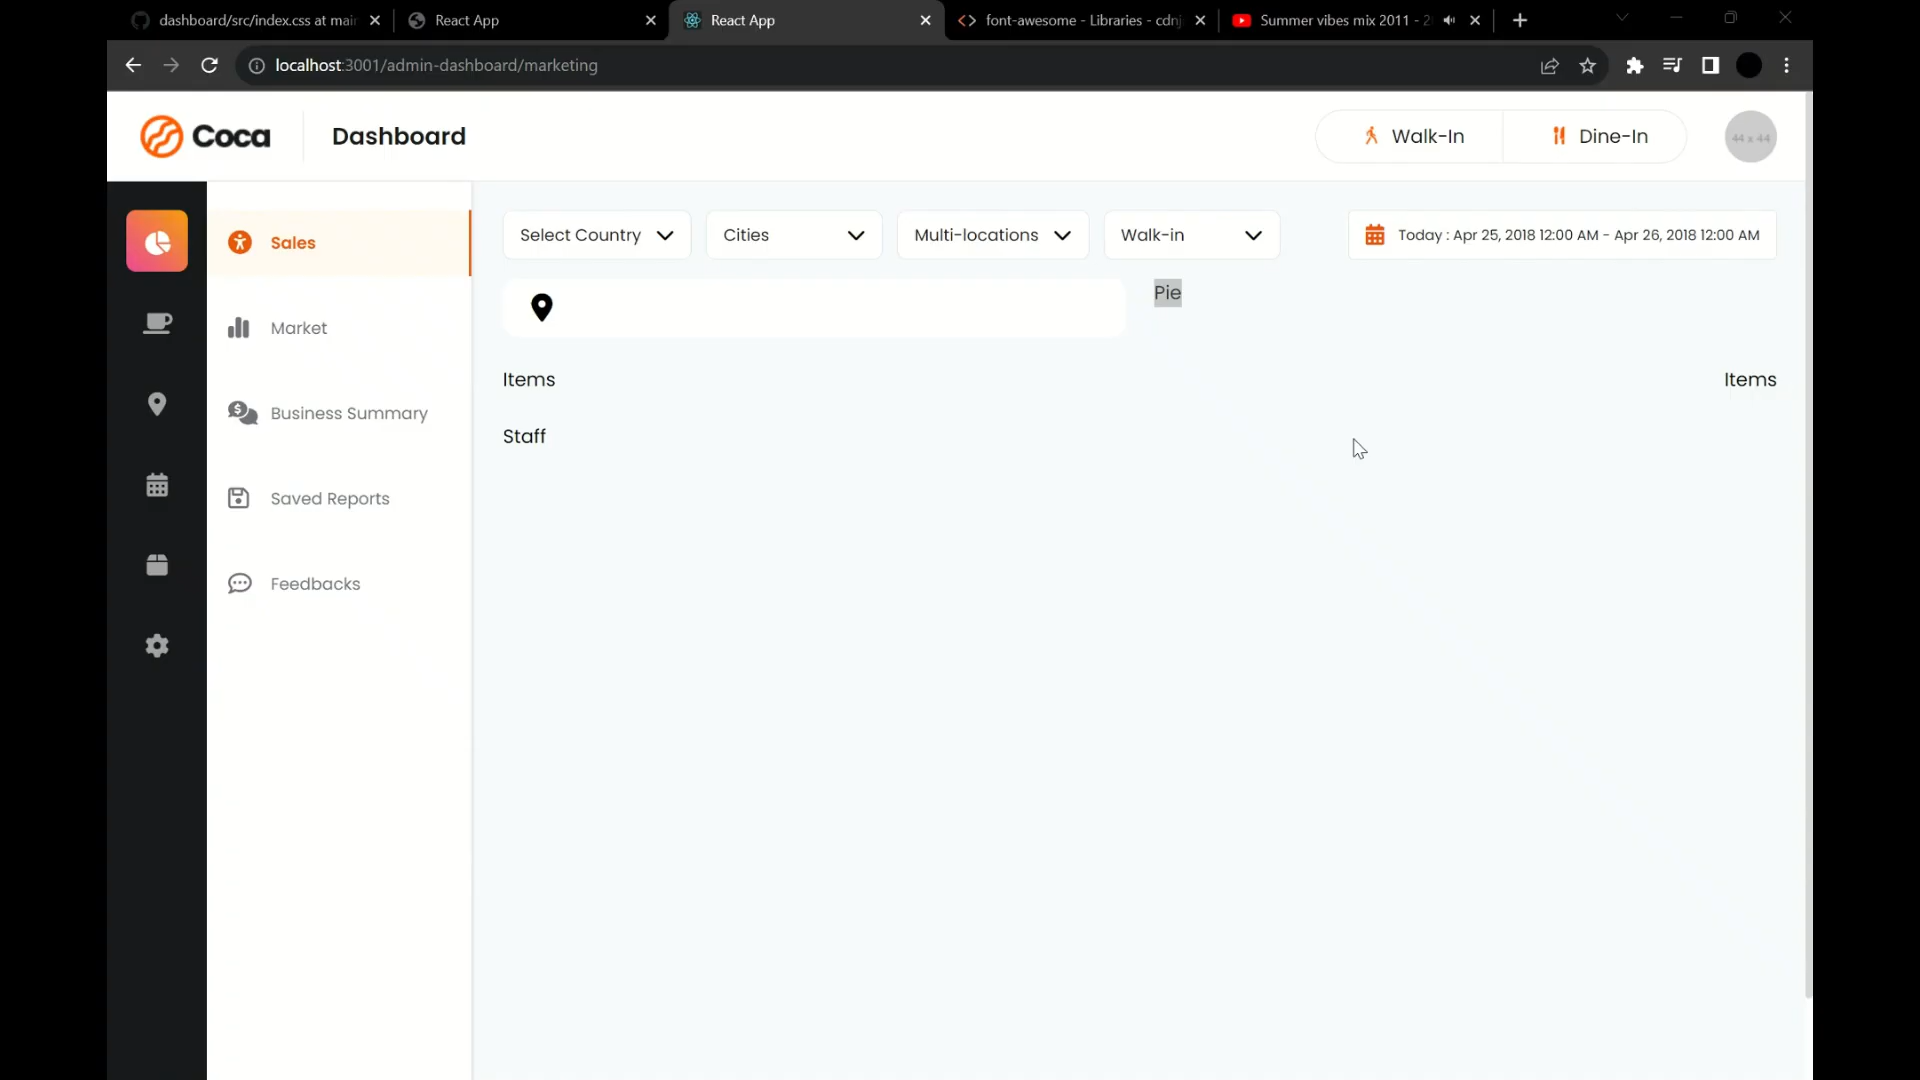 dashboard/src/index.css at mair
React App
React App
font-awesome - Libraries - cdnj
Summer vibes mix 2011 - 2
localhost:3001/admin-dashboard/marketing
Coca
Dashboard
Walk-In
Dine-In
44 x 44
Sales
Select Country
Cities
Multi-locations
Walk-in
Today : Apr 25, 2018 12:00 AM - Apr 26, 2018 12:00 AM
Pie
Market
Items
Items
Business Summary
Staff
Saved Reports
Feedbacks